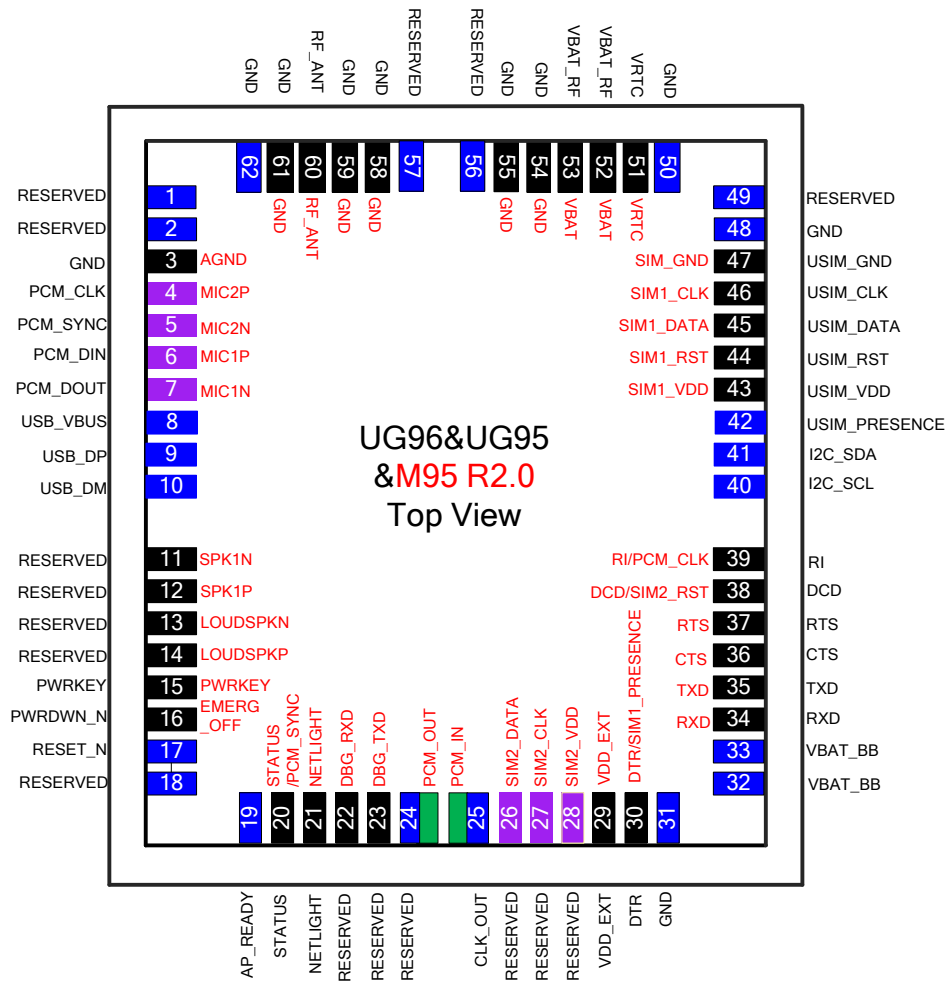 GND
GND
RF_ANT
GND
GND
RESERVED
RESERVED
GND
GND
VBAT_RF
VBAT_RF
VRTC
GND
62
61
60
59
58
57
56
55
54
53
52
51
50
GND
RF_ANT
GND
GND
GND
GND
VBAT
VBAT
VRTC
RESERVED 1
RESERVED 2
GND 3 AGND
PCM_CLK 4 MIC2P
PCM_SYNC 5 MIC2N
PCM_DIN 6 MIC1P
PCM_DOUT 7 MIC1N
USB_VBUS 8
USB_DP 9
USB_DM 10
RESERVED 11 SPK1N
RESERVED 12 SPK1P
RESERVED 13 LOUDSPKN
RESERVED 14 LOUDSPKP
PWRKEY 15 PWRKEY
PWRDWN_N 16 EMERG
_OFF
RESET_N 17
RESERVED 18
UG96&UG95
&M95 R2.0
Top View
49 RESERVED
48 GND
SIM_GND 47 USIM_GND
SIM1_CLK 46 USIM_CLK
SIM1_DATA 45 USIM_DATA
SIM1_RST 44 USIM_RST
SIM1_VDD 43 USIM_VDD
42 USIM_PRESENCE
41 I2C_SDA
40 I2C_SCL
RI/PCM_CLK 39 RI
DCD/SIM2_RST 38 DCD
RTS 37 RTS
CTS 36 CTS
TXD 35 TXD
RXD 34 RXD
33 VBAT_BB
32 VBAT_BB
STATUS
/PCM_SYNC
NETLIGHT
DBG_RXD
DBG_TXD
PCM_OUT
PCM_IN
SIM2_DATA
SIM2_CLK
SIM2_VDD
VDD_EXT
DTR/SIM1_PRESENCE
19
20
21
22
23
24
25
26
27
28
29
30
31
AP_READY
STATUS
NETLIGHT
RESERVED
RESERVED
RESERVED
CLK_OUT
RESERVED
RESERVED
RESERVED
VDD_EXT
DTR
GND